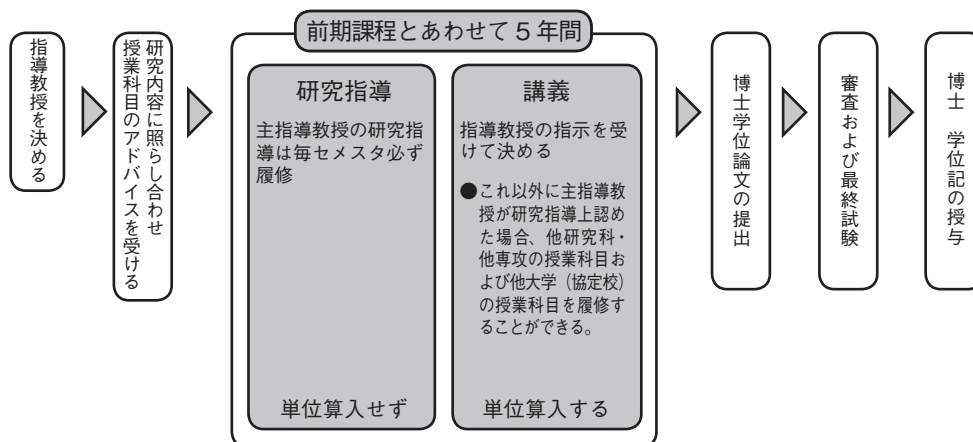 指導教授を決める
研究内容に照らし合わせ
授業科目のアドバイスを受ける
前期課程とあわせて5年間
研究指導
主指導教授の研究指
導は毎セメスタ必ず
履修
単位算入せず
講義
指導教授の指示を受
けて決める
●これ以外に主指導教
授が研究指導上認め
た場合、他研究科・
他専攻の授業科目お
よび他大学（協定校）
の授業科目を履修す
ることができる。
単位算入する
博士学位論文の提出
審査および最終試験
博士　学位記の授与